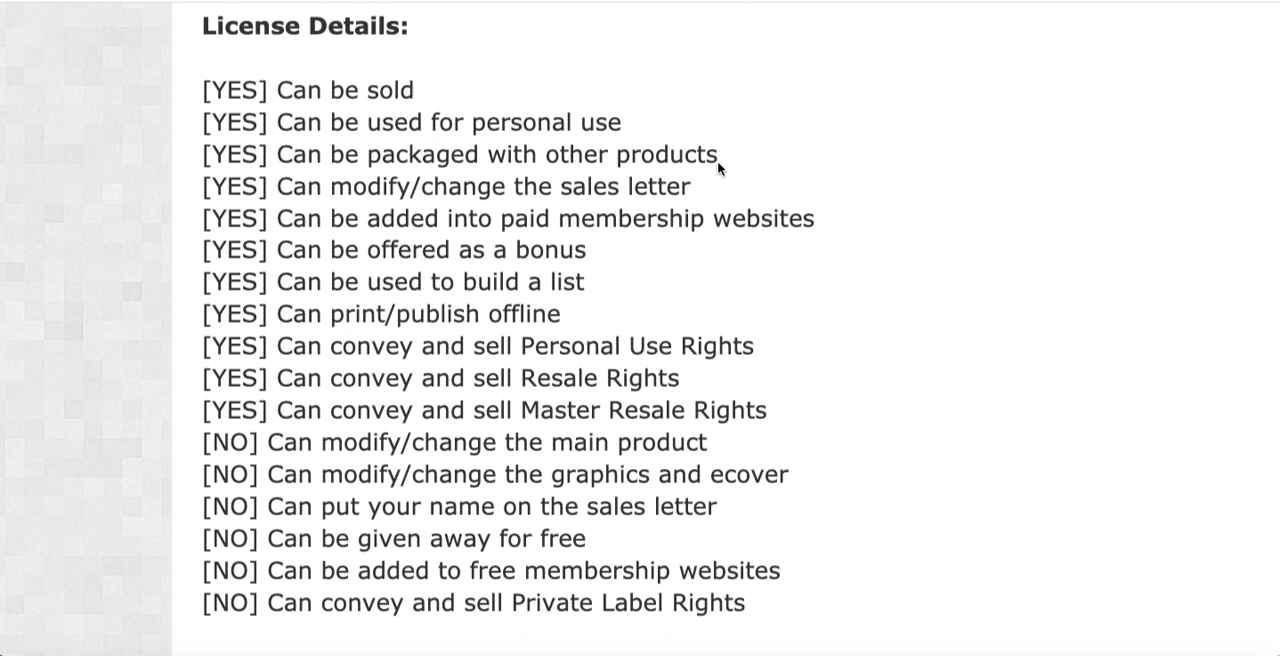 License Details:
[YES] Can be sold
[YES] Can be used for personal use
[YES] Can be packaged with other products
[YES] Can modify/change the sales letter
[YES] Can be added into paid membership websites
[YES] Can be offered as a bonus
[YES] Can be used to build a list
[YES] Can print/publish offline
[YES] Can convey and sell Personal Use Rights
[YES] Can convey and sell Resale Rights
[YES] Can convey and sell Master Resale Rights
[NO] Can modify/change the main product
[NO] Can modify/change the graphics and ecover
[NO] Can put your name on the sales letter
[NO] Can be given away for free
[NO] Can be added to free membership websites
[NO] Can convey and sell Private Label Rights